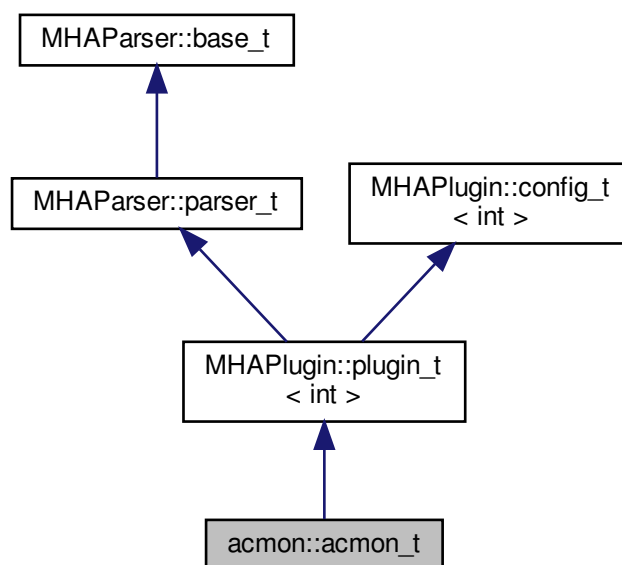 MHAParser::base_t
MHAParser::parser_t
MHAPlugin::config_t
< int >
MHAPlugin::plugin_t
< int >
acmon::acmon_t